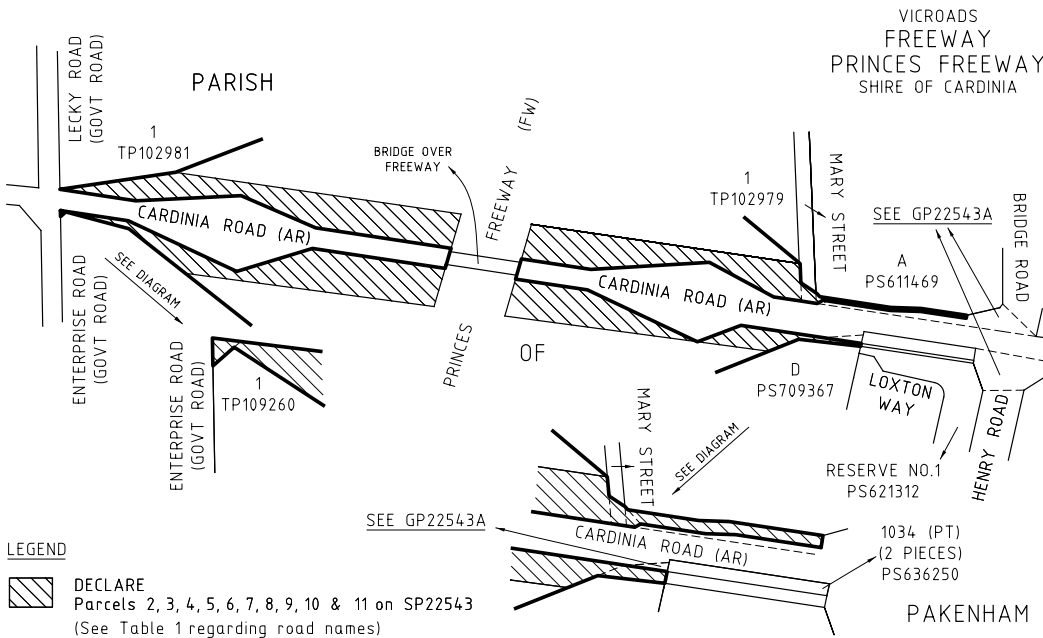 VICROADS
FREEWAY
PRINCES FREEWAY
SHIRE OF CARDINIA
PARISH
LECKY ROAD
(GOVT ROAD)
1
TP102981
BRIDGE OVER
FREEWAY
FREEWAY (FW)
1
TP102979
MARY STREET
SEE GP22543A
BRIDGE ROAD
A
PS611469
CARDINIA ROAD (AR)
CARDINIA ROAD (AR)
SEE DIAGRAM
ENTERPRISE ROAD
(GOVT ROAD)
PRINCES
OF
D
PS709367
LOXTON
WAY
1
TP109260
ENTERPRISE ROAD
(GOVT ROAD)
MARY STREET
SEE DIAGRAM
RESERVE NO.1
PS621312
HENRY ROAD
SEE GP22543A
CARDINIA ROAD (AR)
1034 (PT)
(2 PIECES)
PS636250
LEGEND
DECLARE
Parcels 2, 3, 4, 5, 6, 7, 8, 9, 10 & 11 on SP22543
(See Table 1 regarding road names)
PAKENHAM